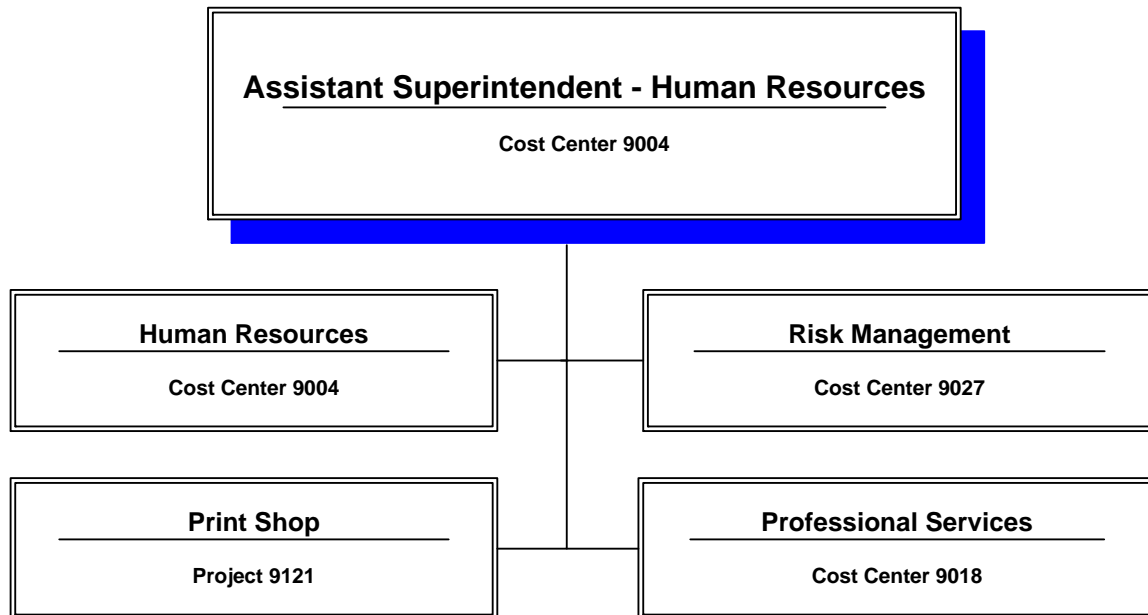 Assistant Superintendent - Human Resources
Cost Center 9004
Human Resources
Cost Center 9004
Risk Management
Cost Center 9027
Print Shop
Project 9121
Professional Services
Cost Center 9018